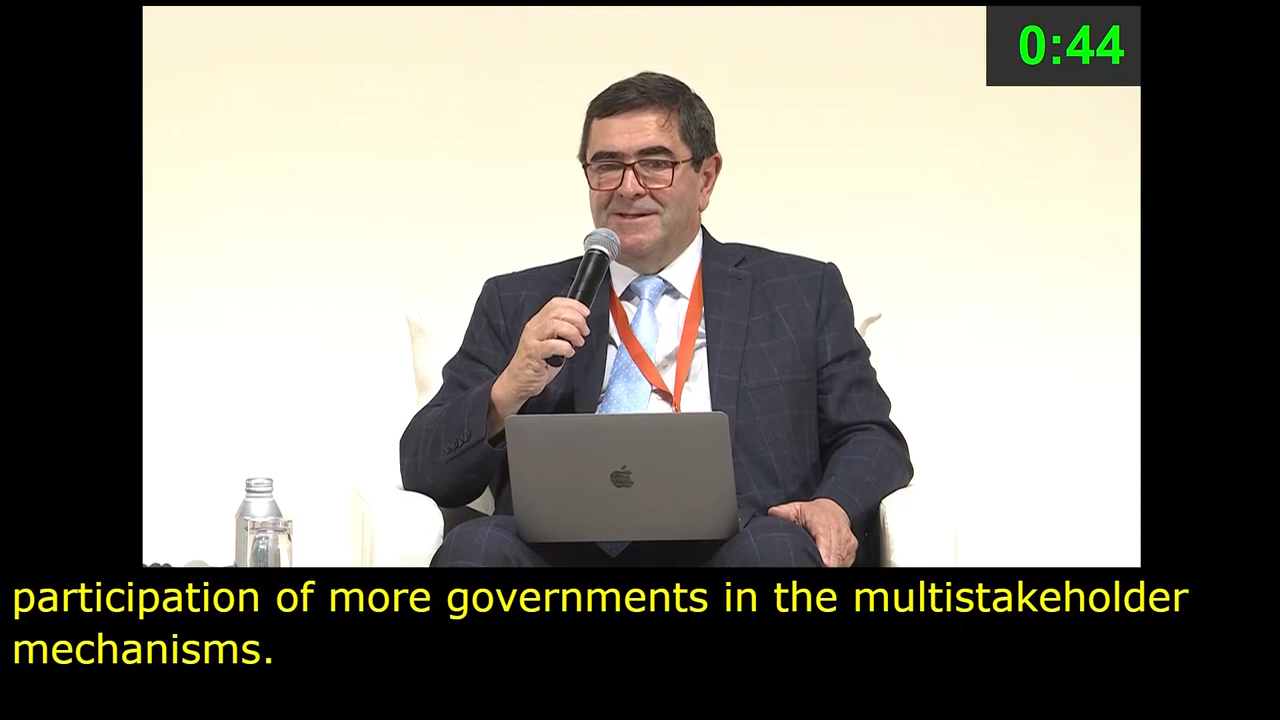 0:44
participation of more governments in the multistakeholder
mechanisms.